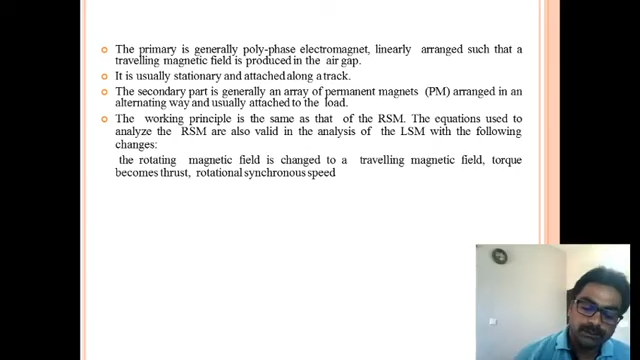 The primary is generally poly-phase electromagnet, linearly arranged such that a
travelling magnetic field is produced in the air gap.
It is usually stationary and attached along a track.
The secondary part is generally an array of permanent magnets (PM) arranged in an
alternating way and usually attached to the load.
The working principle is the same as that of the RSM. The equations used to
analyze the RSM are also valid in the analysis of the LSM with the following
changes:
the rotating magnetic field is changed to a travelling magnetic field, torque
becomes thrust, rotational synchronous speed